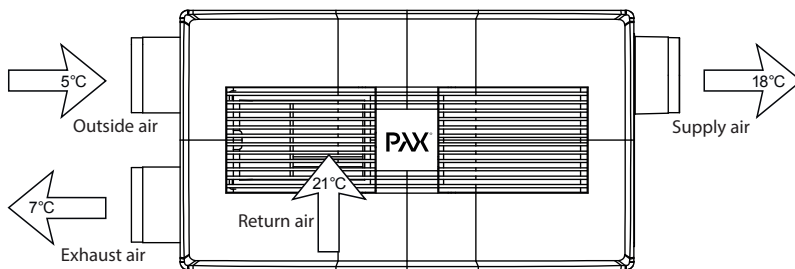 5°C
Outside air
18°C
Supply air
PAX
21°C
Return air
7°C
Exhaust air